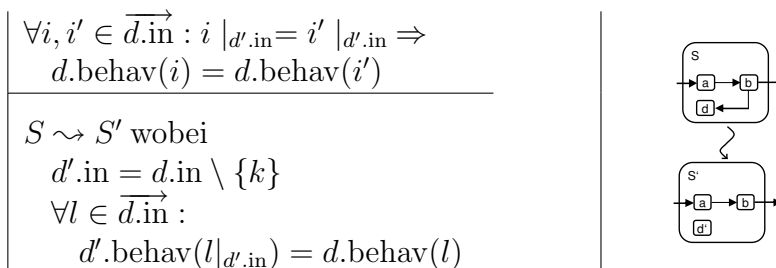 ∀i, i′ ∈ →d.in : i |d′.in= i′ |d′.in ⇒
d.behav(i) = d.behav(i′)
S ⇝ S′ wobei
d′.in = d.in \ {k}
∀l ∈ →d.in :
d′.behav(l|d′.in) = d.behav(l)
S
a b
d
S'
a b
d'